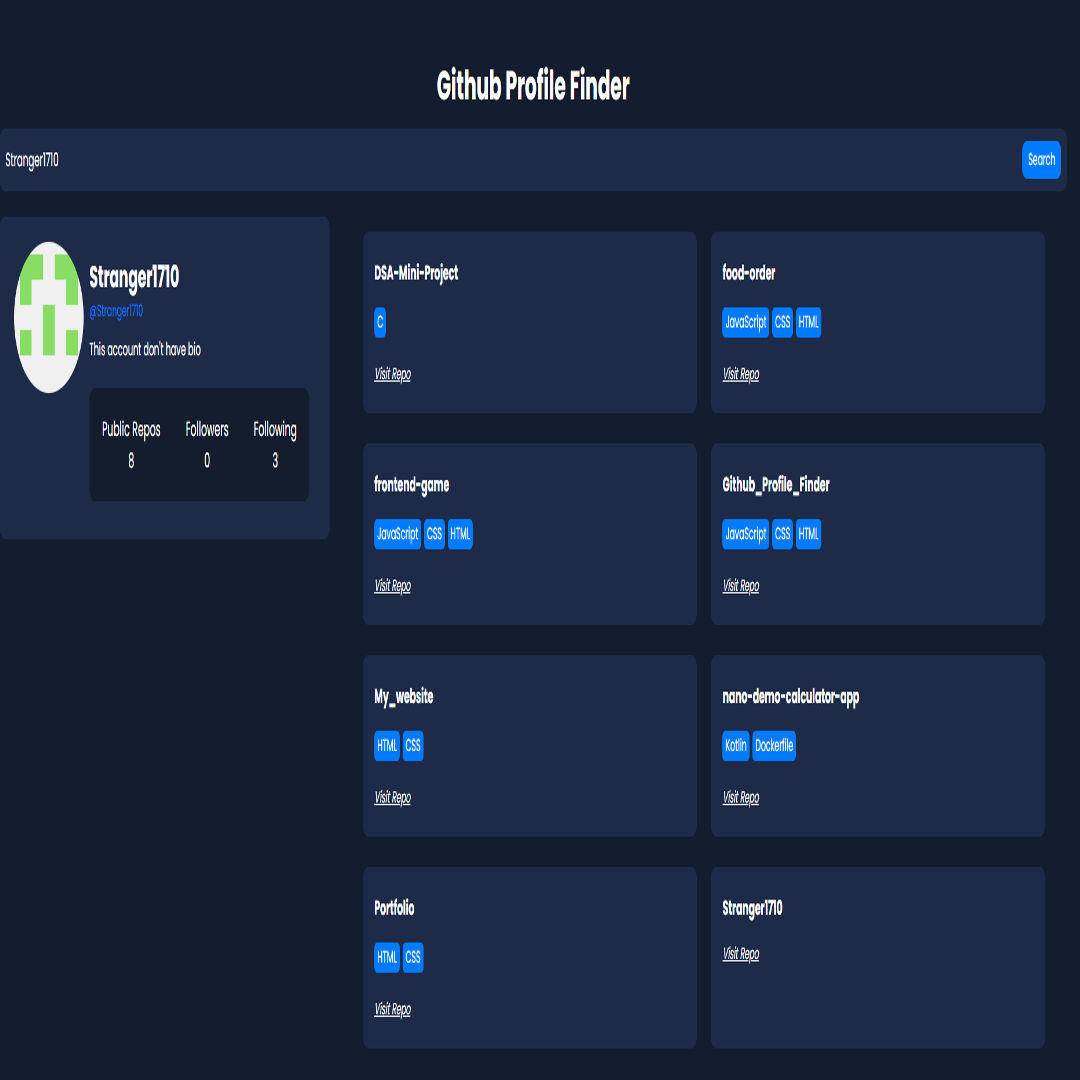 Github Profile Finder
Stranger1710
Search
Stranger1710
@Stranger1710
This account don't have bio
Public Repos Followers Following
8 0 3
DSA-Mini-Project
C
Visit Repo
food-order
JavaScript CSS HTML
Visit Repo
frontend-game
JavaScript CSS HTML
Visit Repo
Github_Profile_Finder
JavaScript CSS HTML
Visit Repo
My_website
HTML CSS
Visit Repo
nano-demo-calculator-app
Kotlin Dockerfile
Visit Repo
Portfolio
HTML CSS
Visit Repo
Stranger1710
Visit Repo